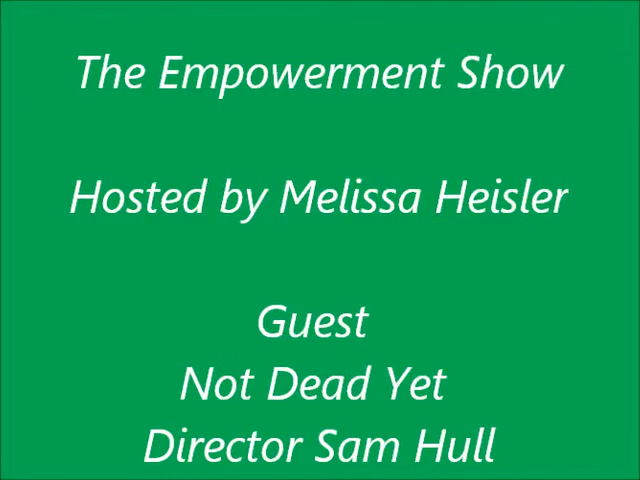 The Empowerment Show
Hosted by Melissa Heisler
Guest
Not Dead Yet
Director Sam Hull